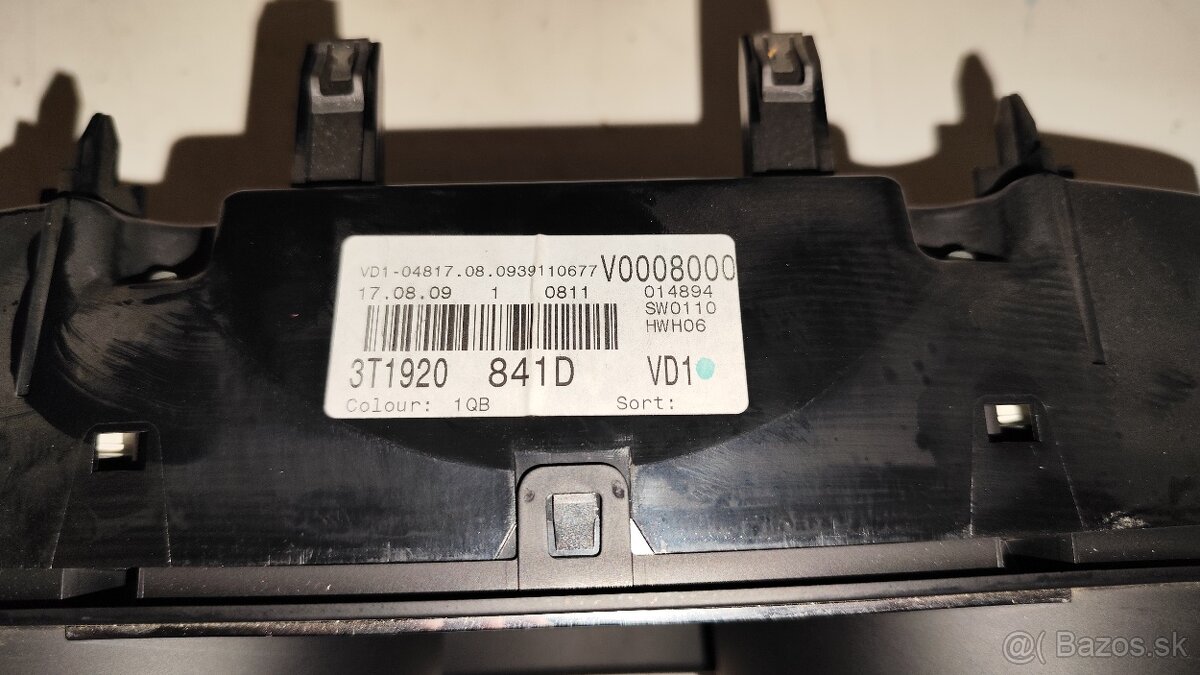 VD1-04817.08.0939110677 V0008000
17.08.09 1 0811 014894
SW0110
HWH06
3T1920 841D VD1
Colour: 1QB Sort:
@ Bazos.sk